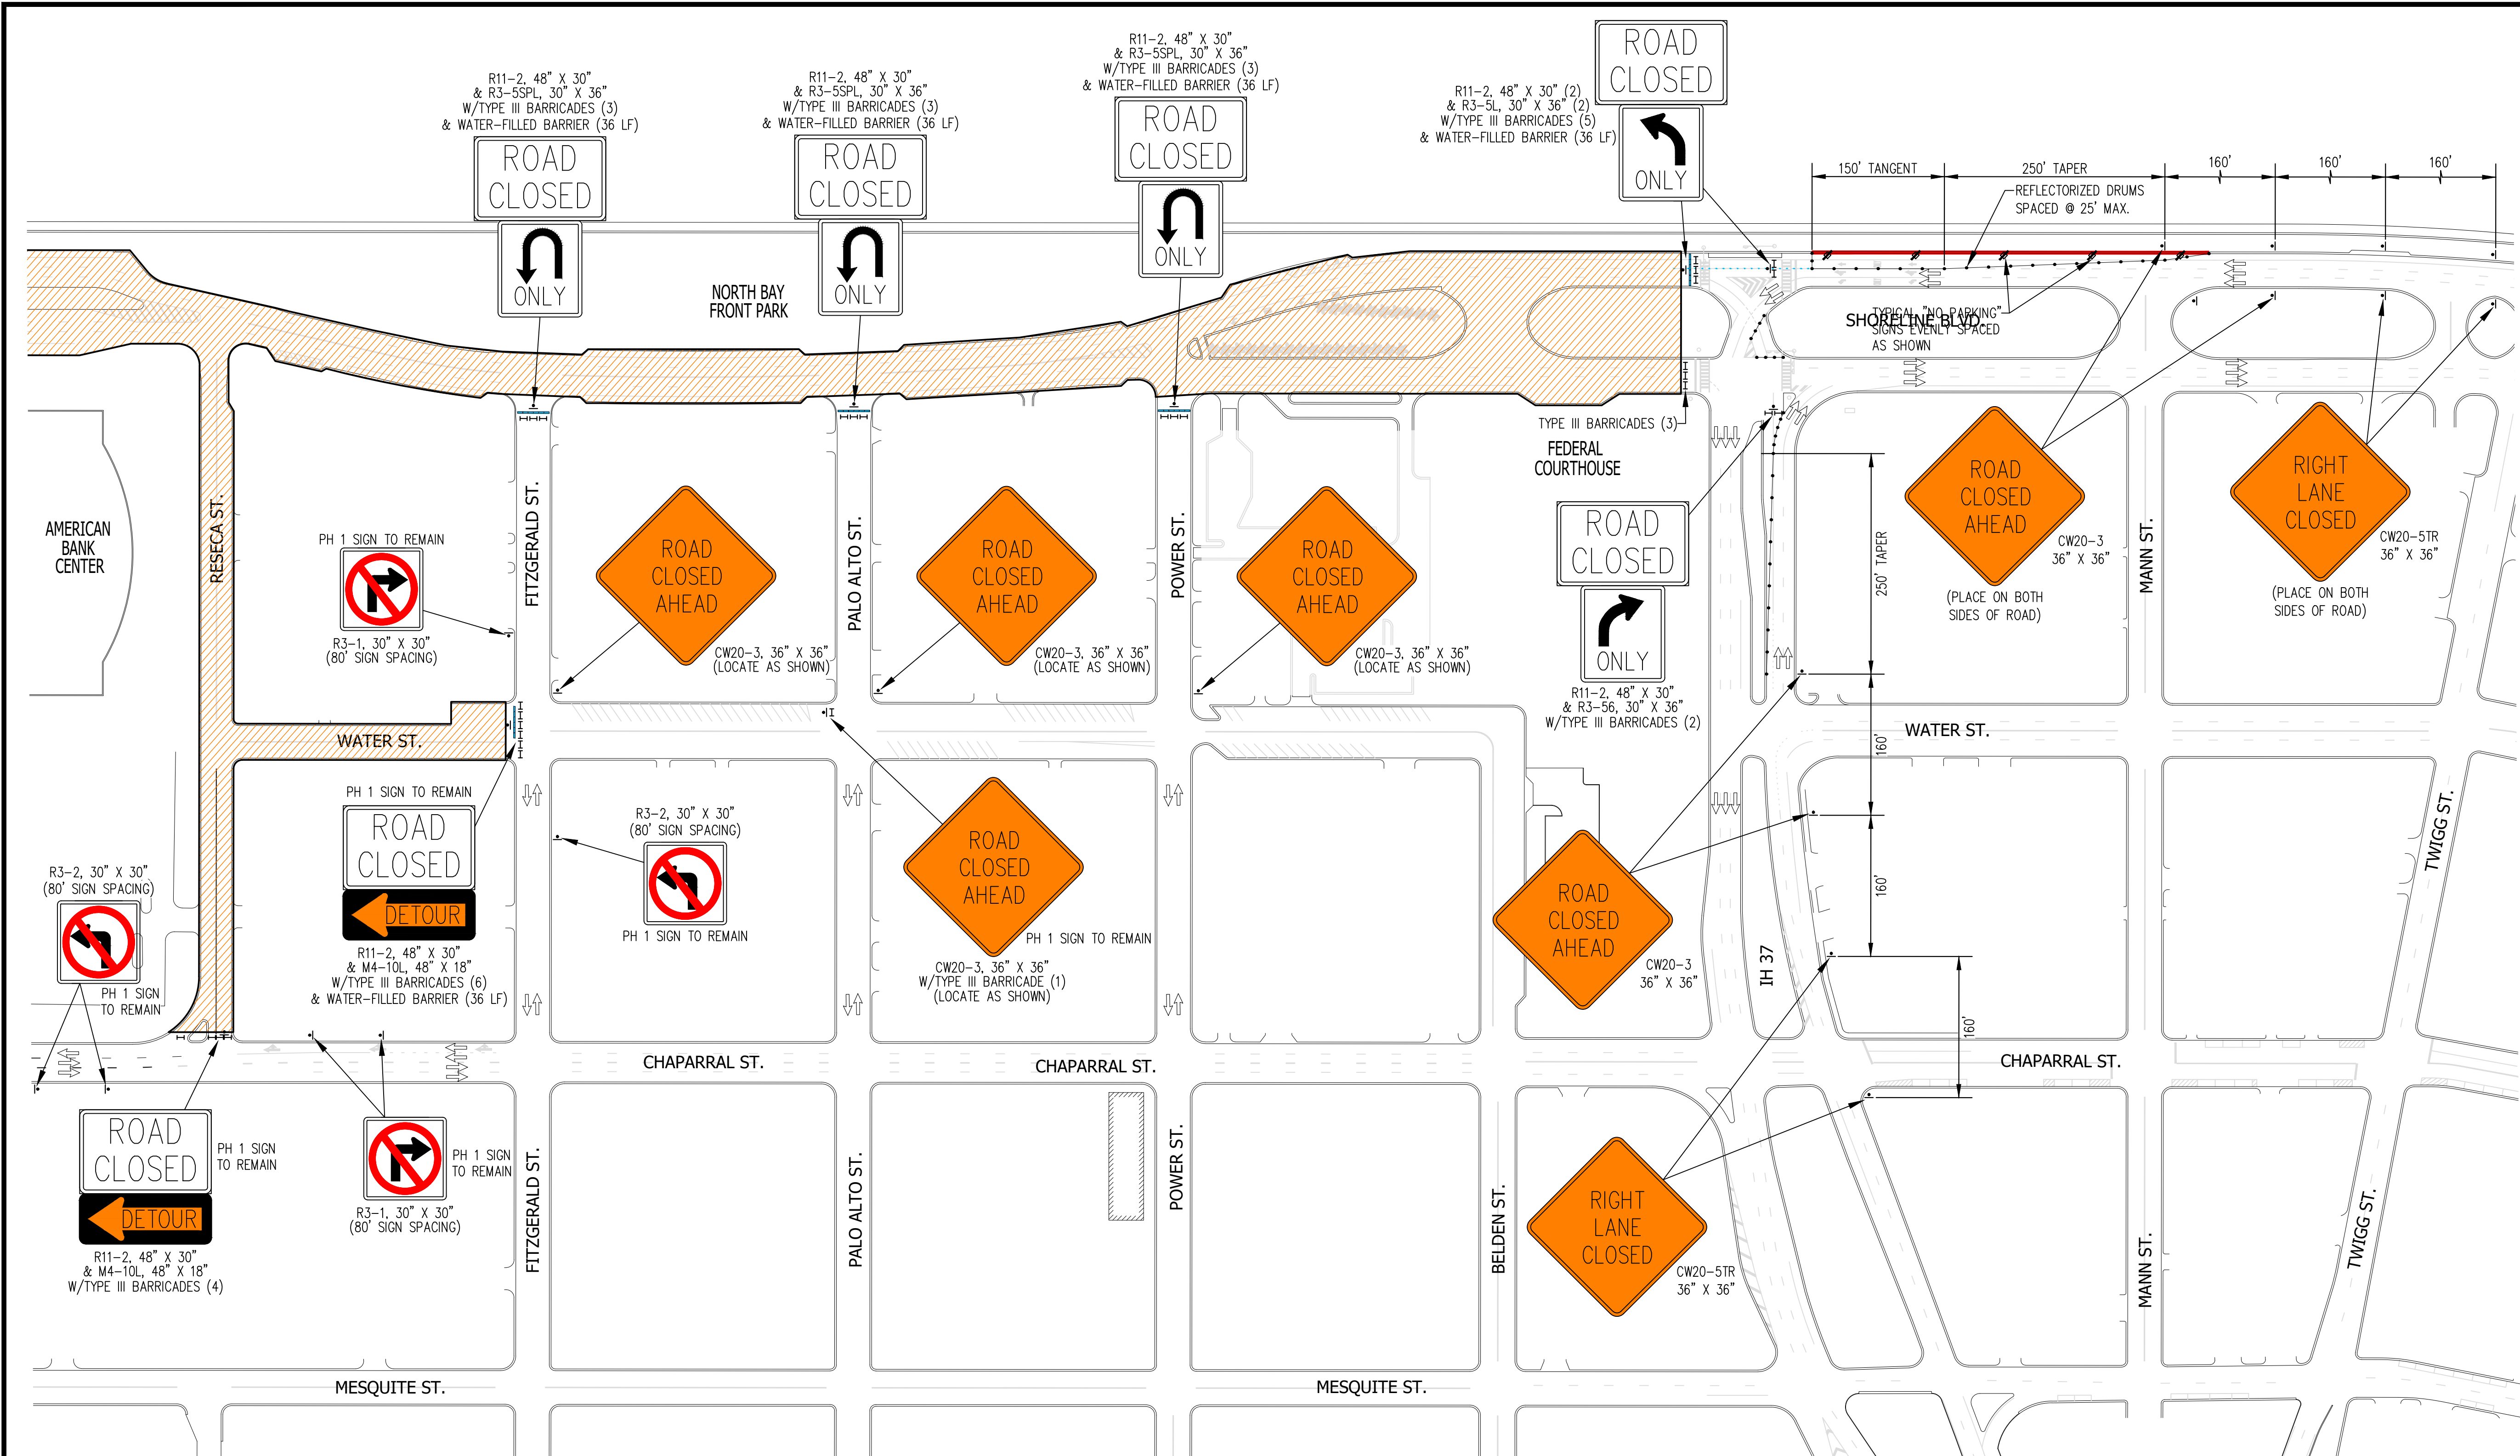 R11-2, 48" X 30"
& R3-5SPL, 30" X 36"
W/TYPE III BARRICADES (3)
& WATER-FILLED BARRIER (36 LF)
ROAD
CLOSED
ONLY
R11-2, 48" X 30"
& R3-5SPL, 30" X 36"
W/TYPE III BARRICADES (3)
& WATER-FILLED BARRIER (36 LF)
ROAD
CLOSED
ONLY
R11-2, 48" X 30"
& R3-5SPL, 30" X 36"
W/TYPE III BARRICADES (3)
& WATER-FILLED BARRIER (36 LF)
ROAD
CLOSED
ONLY
R11-2, 48" X 30" (2)
& R3-5L, 30" X 36" (2)
W/TYPE III BARRICADES (5)
& WATER-FILLED BARRIER (36 LF)
ROAD
CLOSED
ONLY
150' TANGENT
250' TAPER
160'
160'
160'
REFLECTORIZED DRUMS
SPACED @ 25' MAX.
NORTH BAY
FRONT PARK
SHORELINE BLVD.
TYPICAL "NO PARKING"
SIGNS EVENLY SPACED
AS SHOWN
TYPE III BARRICADES (3)
FEDERAL
COURTHOUSE
AMERICAN
BANK
CENTER
RESECA ST.
PH 1 SIGN TO REMAIN
R3-1, 30" X 30"
(80' SIGN SPACING)
FITZGERALD ST.
ROAD
CLOSED
AHEAD
CW20-3, 36" X 36"
(LOCATE AS SHOWN)
PALO ALTO ST.
ROAD
CLOSED
AHEAD
CW20-3, 36" X 36"
(LOCATE AS SHOWN)
POWER ST.
ROAD
CLOSED
AHEAD
CW20-3, 36" X 36"
(LOCATE AS SHOWN)
ROAD
CLOSED
ONLY
R11-2, 48" X 30"
& R3-56, 30" X 36"
W/TYPE III BARRICADES (2)
250' TAPER
160'
160'
160'
ROAD
CLOSED
AHEAD
CW20-3
36" X 36"
(PLACE ON BOTH
SIDES OF ROAD)
MANN ST.
RIGHT
LANE
CLOSED
CW20-5TR
36" X 36"
(PLACE ON BOTH
SIDES OF ROAD)
WATER ST.
WATER ST.
PH 1 SIGN TO REMAIN
ROAD
CLOSED
DETOUR
R11-2, 48" X 30"
& M4-10L, 48" X 18"
W/TYPE III BARRICADES (6)
& WATER-FILLED BARRIER (36 LF)
R3-2, 30" X 30"
(80' SIGN SPACING)
PH 1 SIGN TO REMAIN
ROAD
CLOSED
AHEAD
PH 1 SIGN TO REMAIN
CW20-3, 36" X 36"
W/TYPE III BARRICADE (1)
(LOCATE AS SHOWN)
ROAD
CLOSED
AHEAD
CW20-3
36" X 36"
IH 37
TWIGG ST.
R3-2, 30" X 30"
(80' SIGN SPACING)
PH 1 SIGN
TO REMAIN
CHAPARRAL ST.
CHAPARRAL ST.
CHAPARRAL ST.
ROAD
CLOSED
DETOUR
PH 1 SIGN
TO REMAIN
R11-2, 48" X 30"
& M4-10L, 48" X 18"
W/TYPE III BARRICADES (4)
PH 1 SIGN
TO REMAIN
R3-1, 30" X 30"
(80' SIGN SPACING)
FITZGERALD ST.
PALO ALTO ST.
POWER ST.
BELDEN ST.
RIGHT
LANE
CLOSED
CW20-5TR
36" X 36"
MANN ST.
TWIGG ST.
MESQUITE ST.
MESQUITE ST.